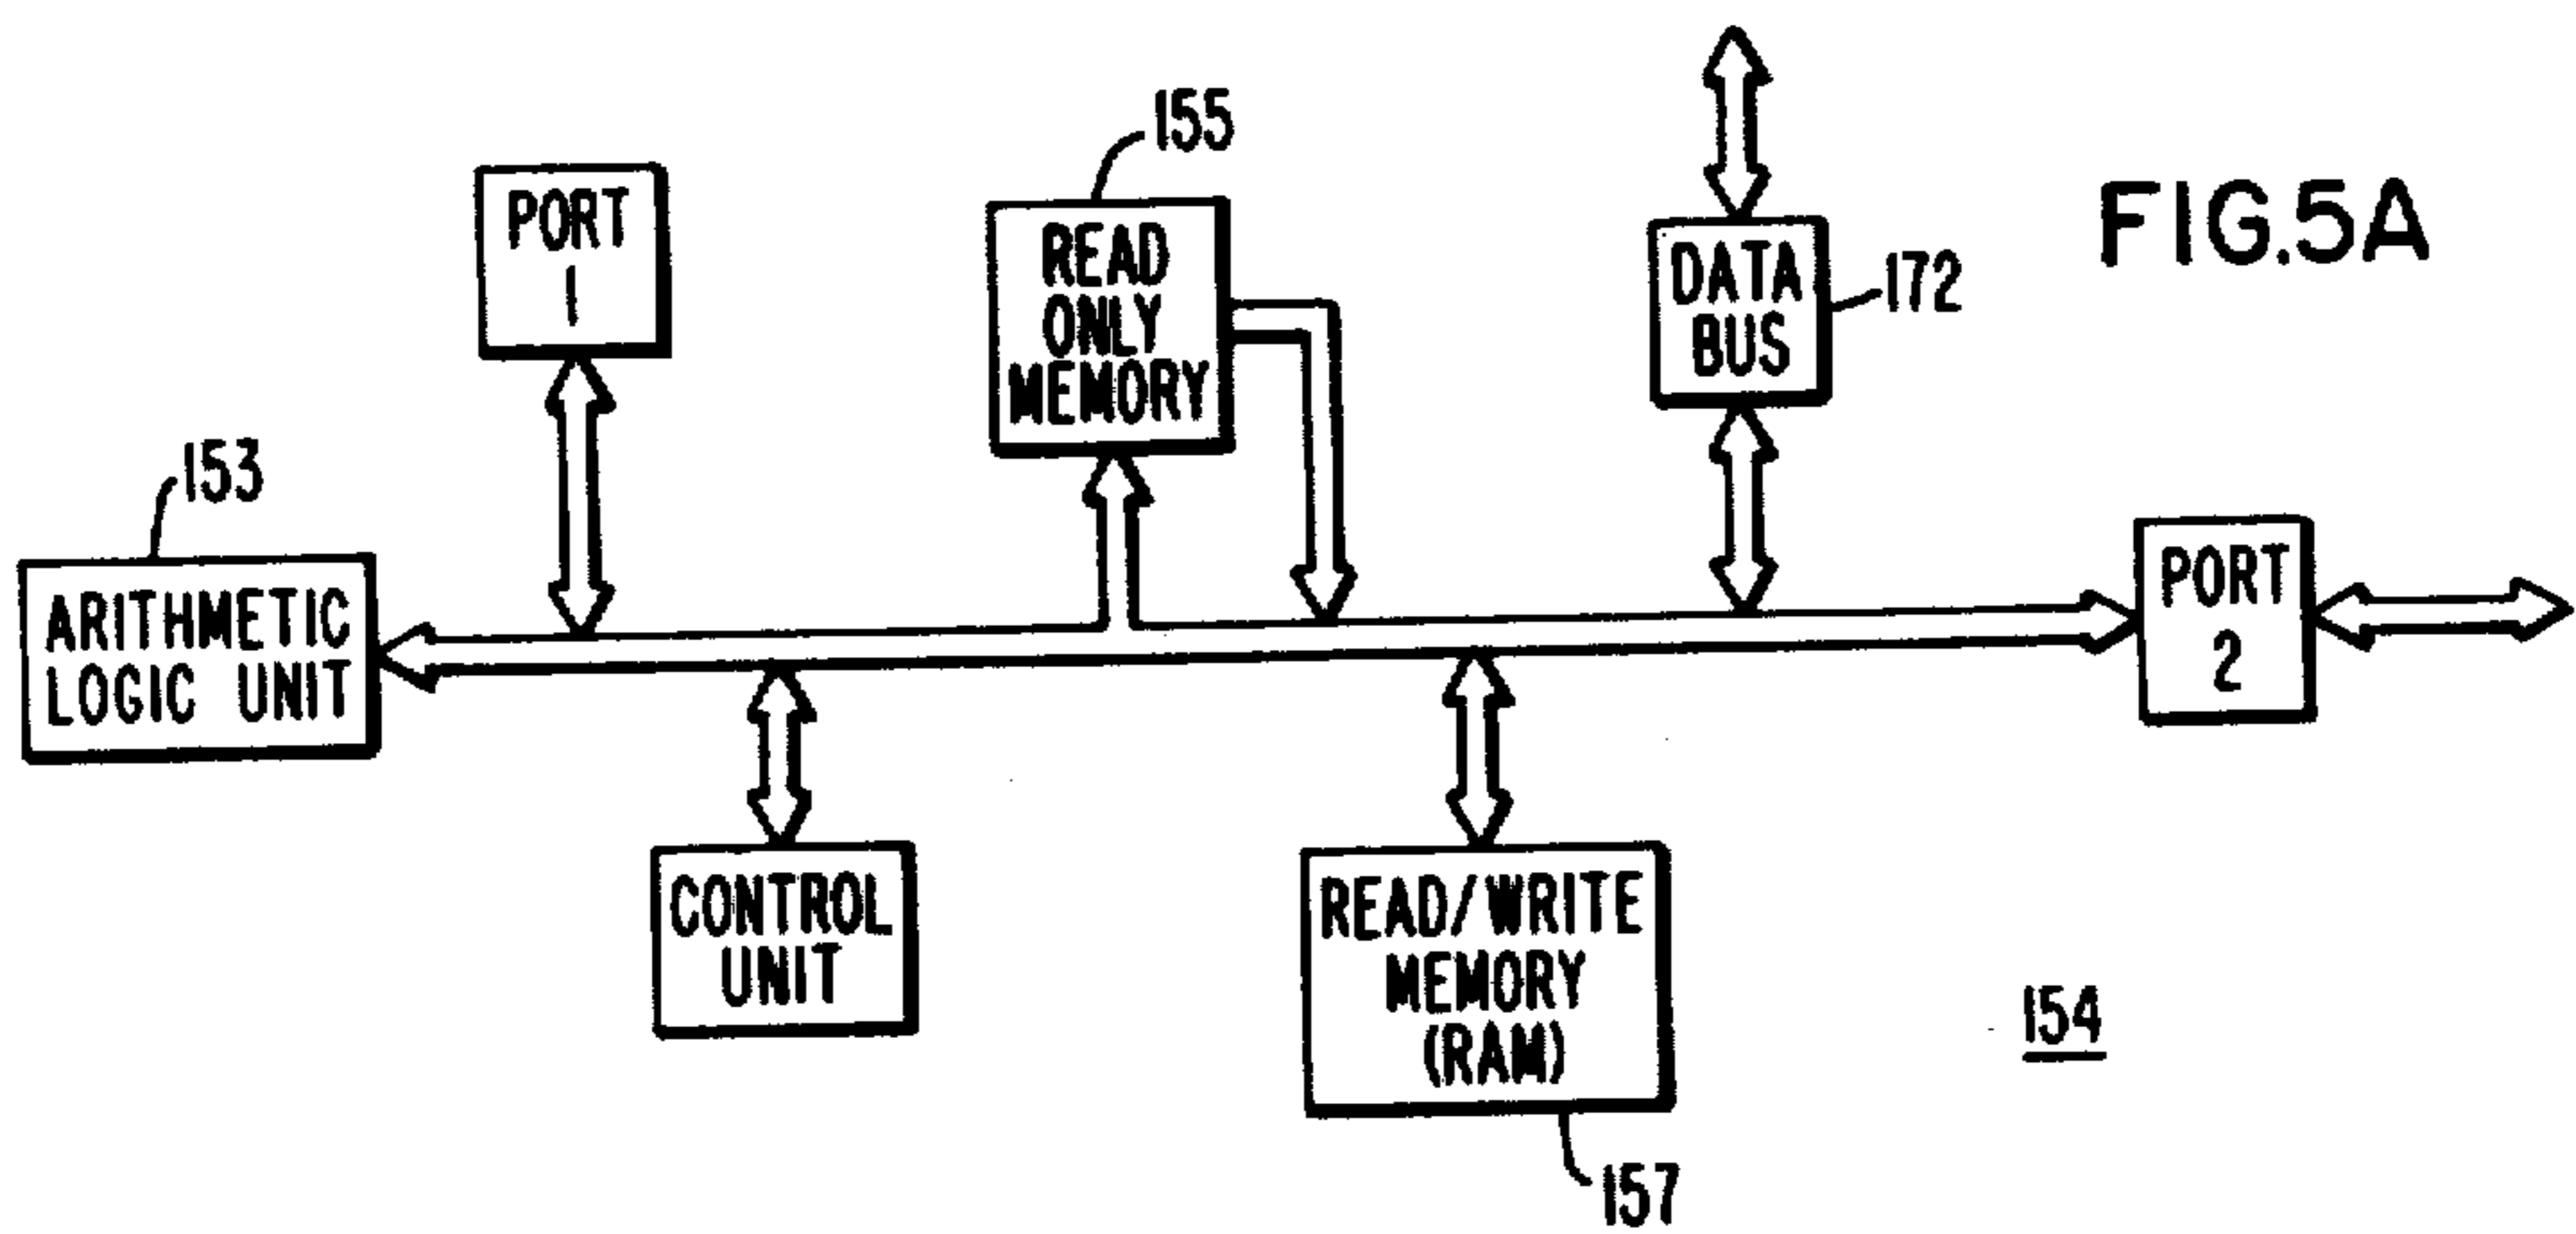 155
PORT
1
READ
ONLY
MEMORY
DATA
BUS
172
FIG.5A
153
ARITHMETIC
LOGIC UNIT
PORT
2
CONTROL
UNIT
READ/WRITE
MEMORY
(RAM)
154
157